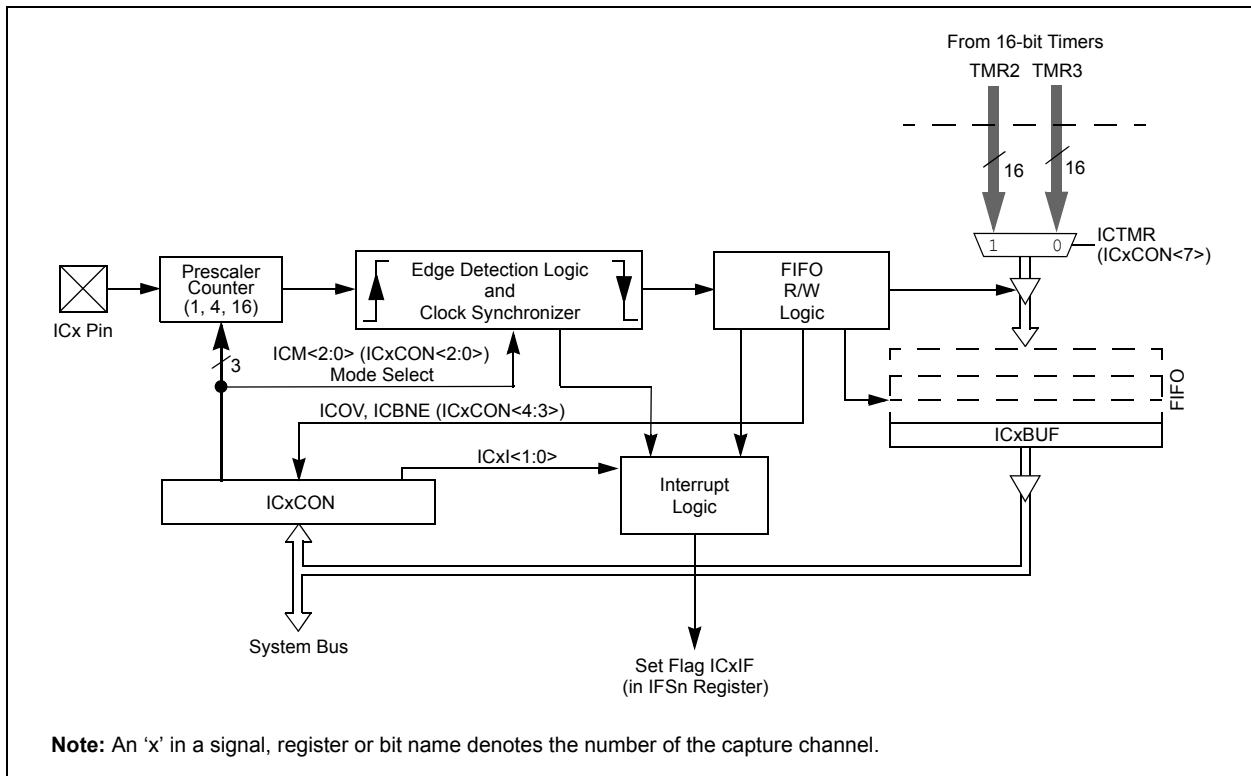 From 16-bit Timers
TMR2 TMR3
16 16
1 0
ICTMR
(ICxCON<7>)
Prescaler
Counter
(1, 4, 16)
Edge Detection Logic
and
Clock Synchronizer
FIFO
R/W
Logic
ICx Pin
3
ICM<2:0> (ICxCON<2:0>)
Mode Select
FIFO
ICOV, ICBNE (ICxCON<4:3>)
ICxBUF
ICxI<1:0>
ICxCON
Interrupt
Logic
System Bus
Set Flag ICxIF
(in IFSn Register)
Note: An ‘x’ in a signal, register or bit name denotes the number of the capture channel.